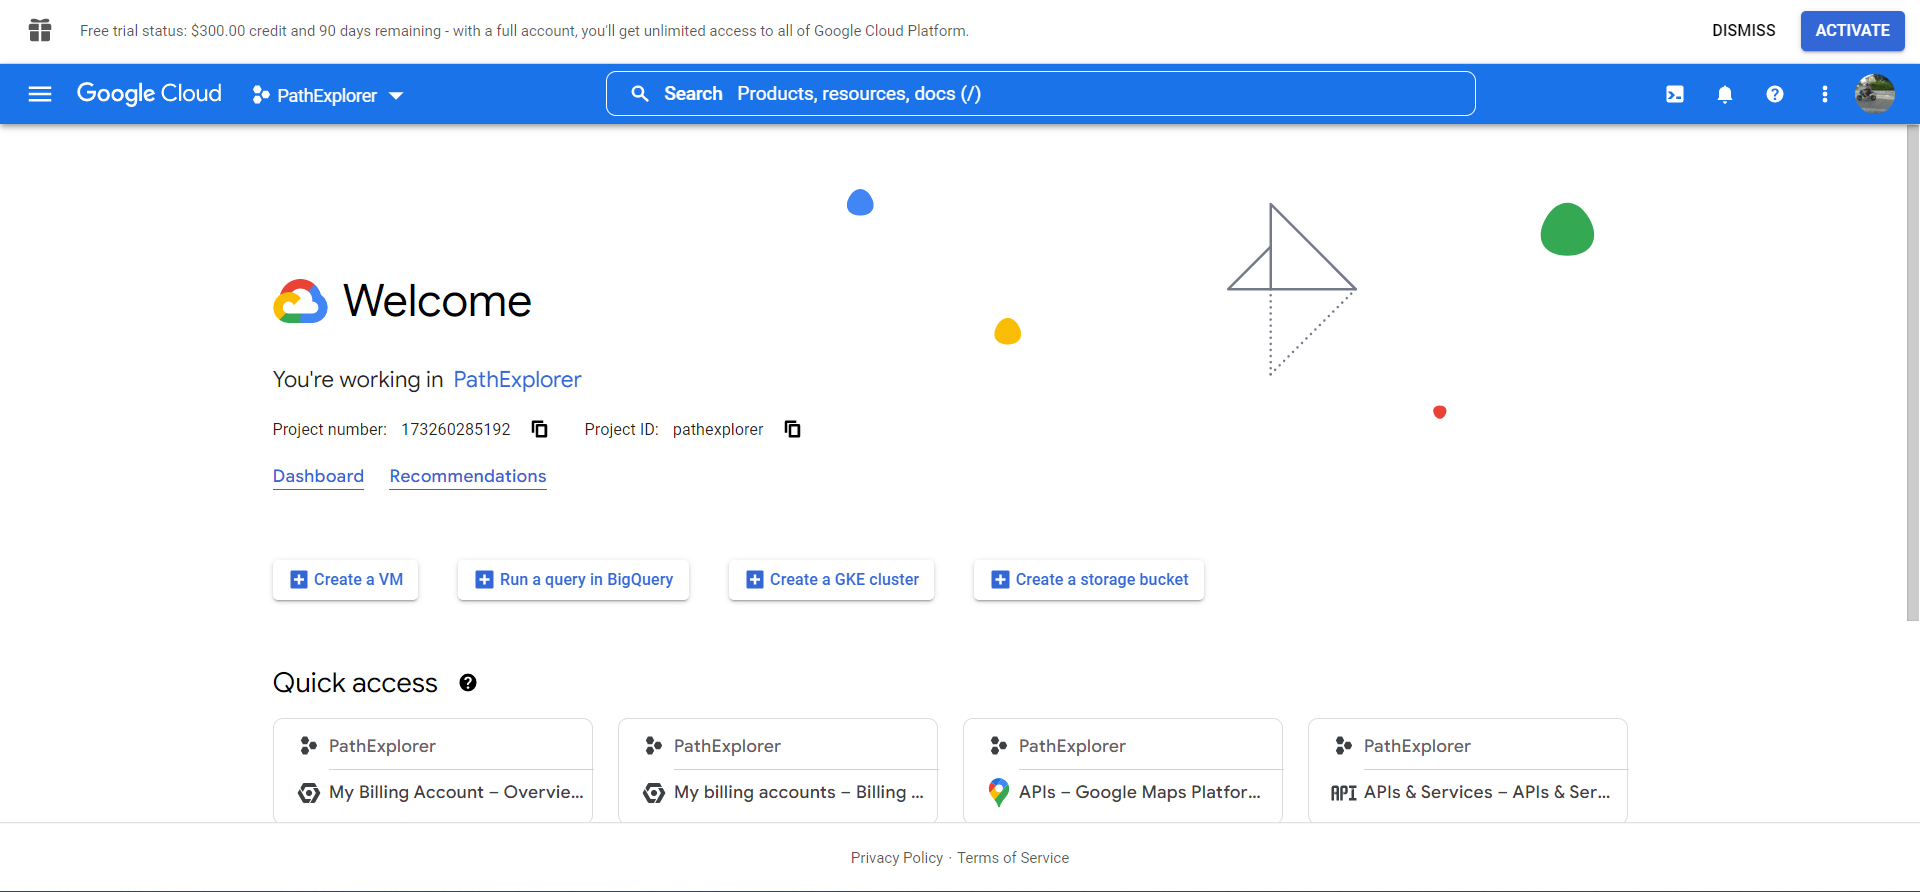 Free trial status: $300.00 credit and 90 days remaining - with a full account, you'll get unlimited access to all of Google Cloud Platform.
DISMISS
ACTIVATE
Google Cloud
PathExplorer
Search Products, resources, docs (/)
Welcome
You're working in PathExplorer
Project number: 173260285192
Project ID: pathexplorer
Dashboard
Recommendations
Create a VM
Run a query in BigQuery
Create a GKE cluster
Create a storage bucket
Quick access
PathExplorer
My Billing Account – Overvie...
PathExplorer
My billing accounts – Billing ...
PathExplorer
APIs – Google Maps Platfor...
PathExplorer
API APIs & Services – APIs & Ser...
Privacy Policy · Terms of Service